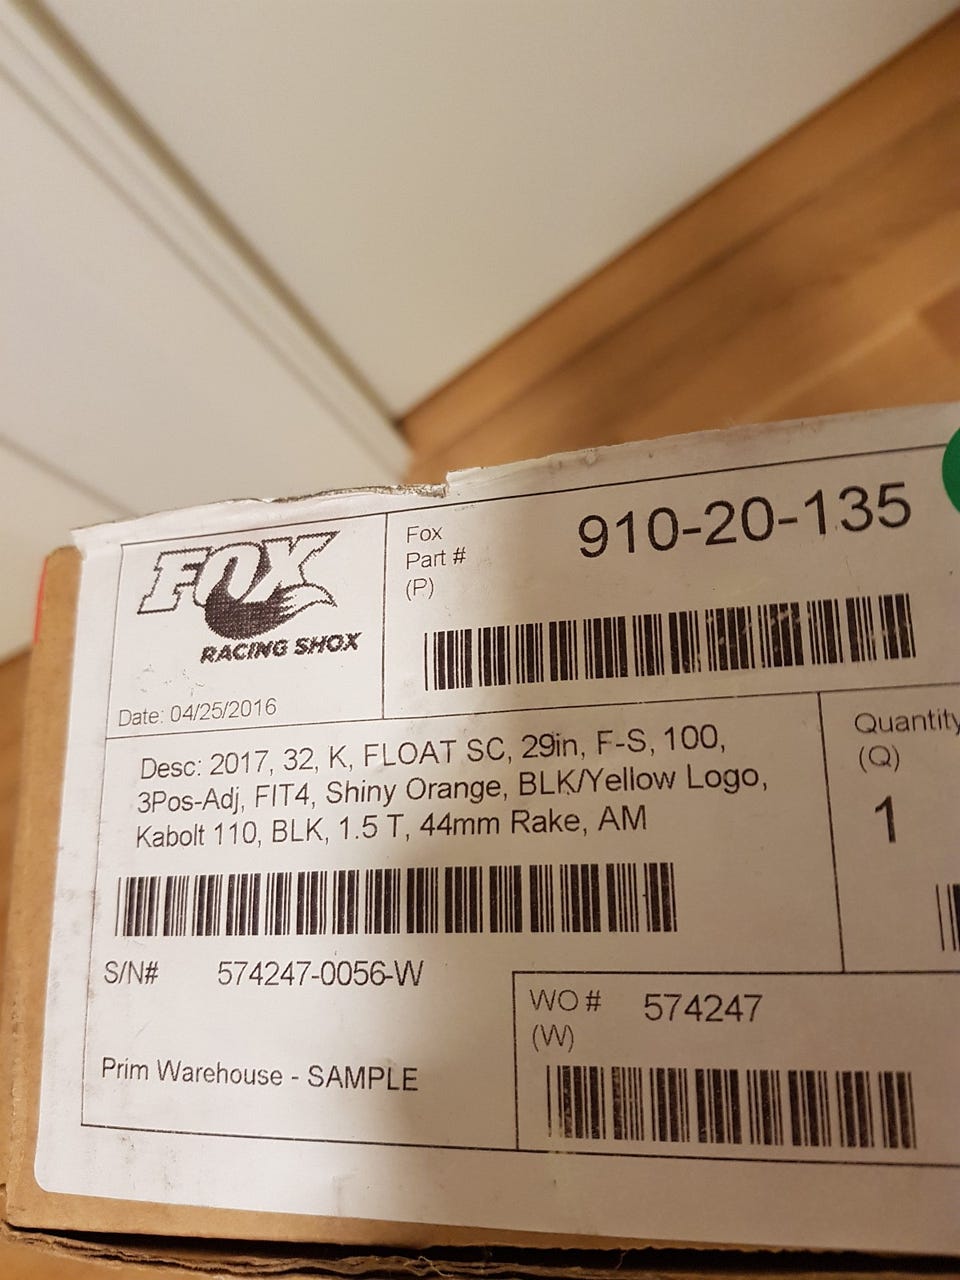 FOX
RACING SHOX
Date: 04/25/2016
Fox
Part #
(P)
910-20-135
Desc: 2017, 32, K, FLOAT SC, 29in, F-S, 100,
3Pos-Adj, FIT4, Shiny Orange, BLK/Yellow Logo,
Kabolt 110, BLK, 1.5 T, 44mm Rake, AM
Quantity
(Q)
1
S/N# 574247-0056-W
Prim Warehouse - SAMPLE
WO # 574247
(W)